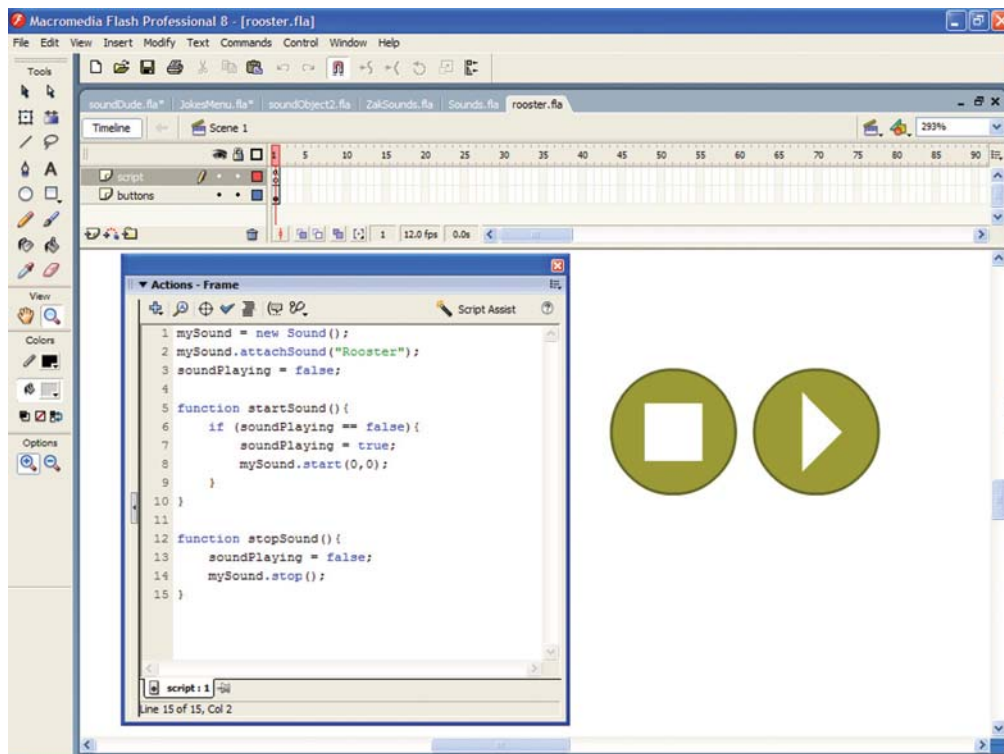 Macromedia Flash Professional 8 - [rooster.fla]
File Edit View Insert Modify Text Commands Control Window Help
Tools
soundDude.fla* JokesMenu.fla* soundObject2.fla ZakSounds.fla Sounds.fla rooster.fla
Timeline Scene 1 293%
1 5 10 15 20 25 30 35 40 45 50 55 60 65 70 75 80 85 90
script
buttons
1 12.0 fps 0.0s
View
Colors
Options
Actions - Frame
Script Assist
1 mySound = new Sound();
2 mySound.attachSound("Rooster");
3 soundPlaying = false;
4
5 function startSound(){
6 if (soundPlaying == false){
7 soundPlaying = true;
8 mySound.start(0,0);
9 }
10 }
11
12 function stopSound(){
13 soundPlaying = false;
14 mySound.stop();
15 }
script : 1
Line 15 of 15, Col 2